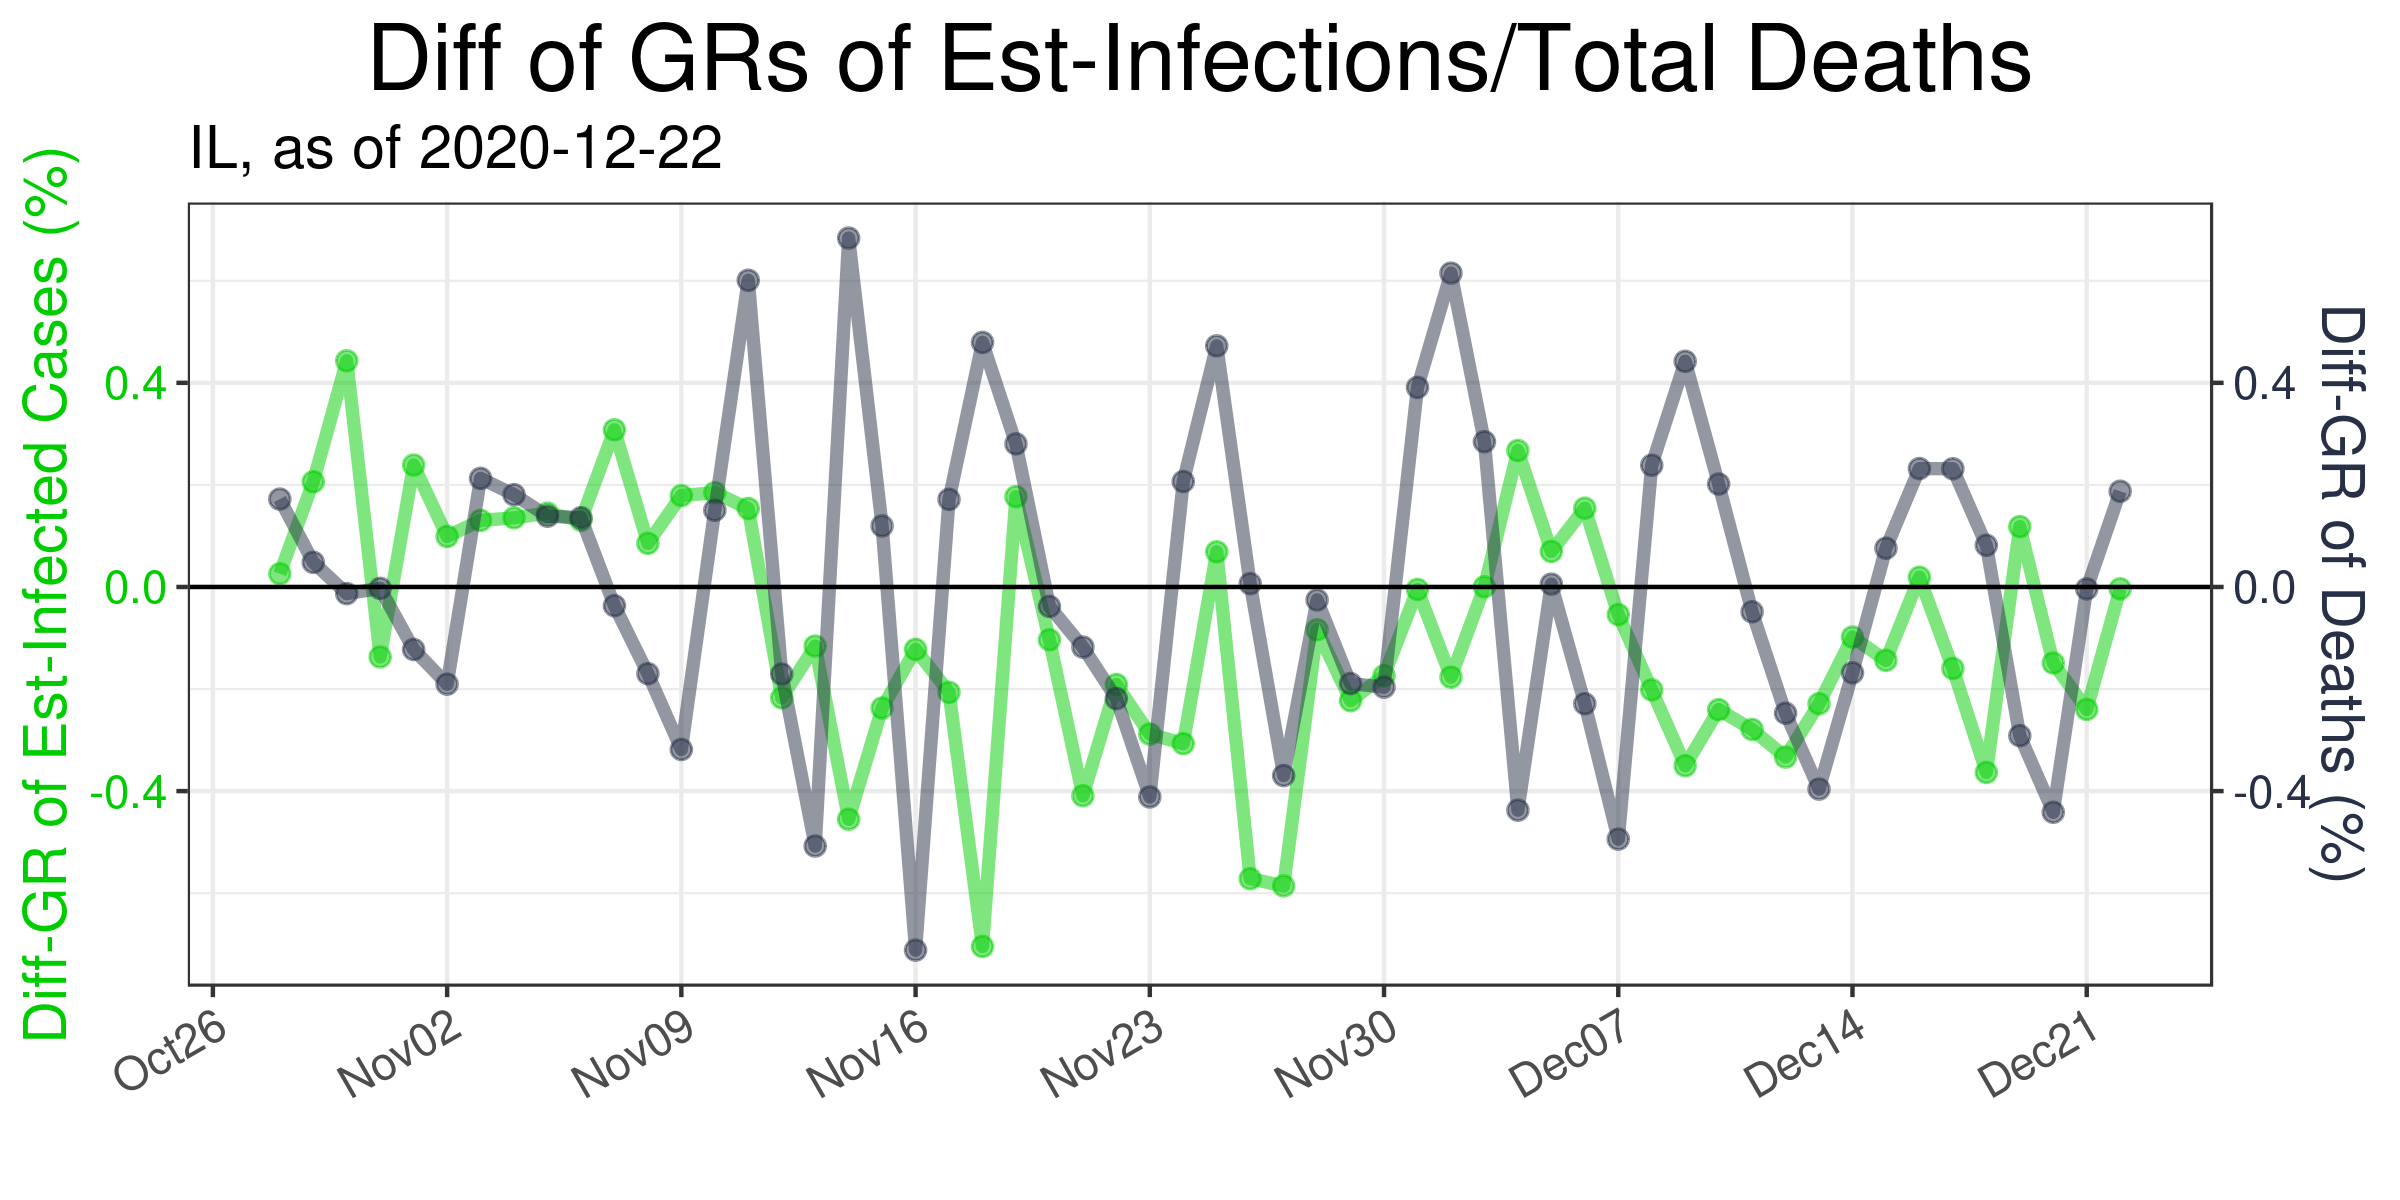 Diff of GRs of Est-Infections/Total Deaths
IL, as of 2020-12-22
Diff-GR of Est-Infected Cases (%)
0.4
0.0
-0.4
0.4
0.0
-0.4
Diff-GR of Deaths (%)
Oct26
Nov02
Nov09
Nov16
Nov23
Nov30
Dec07
Dec14
Dec21